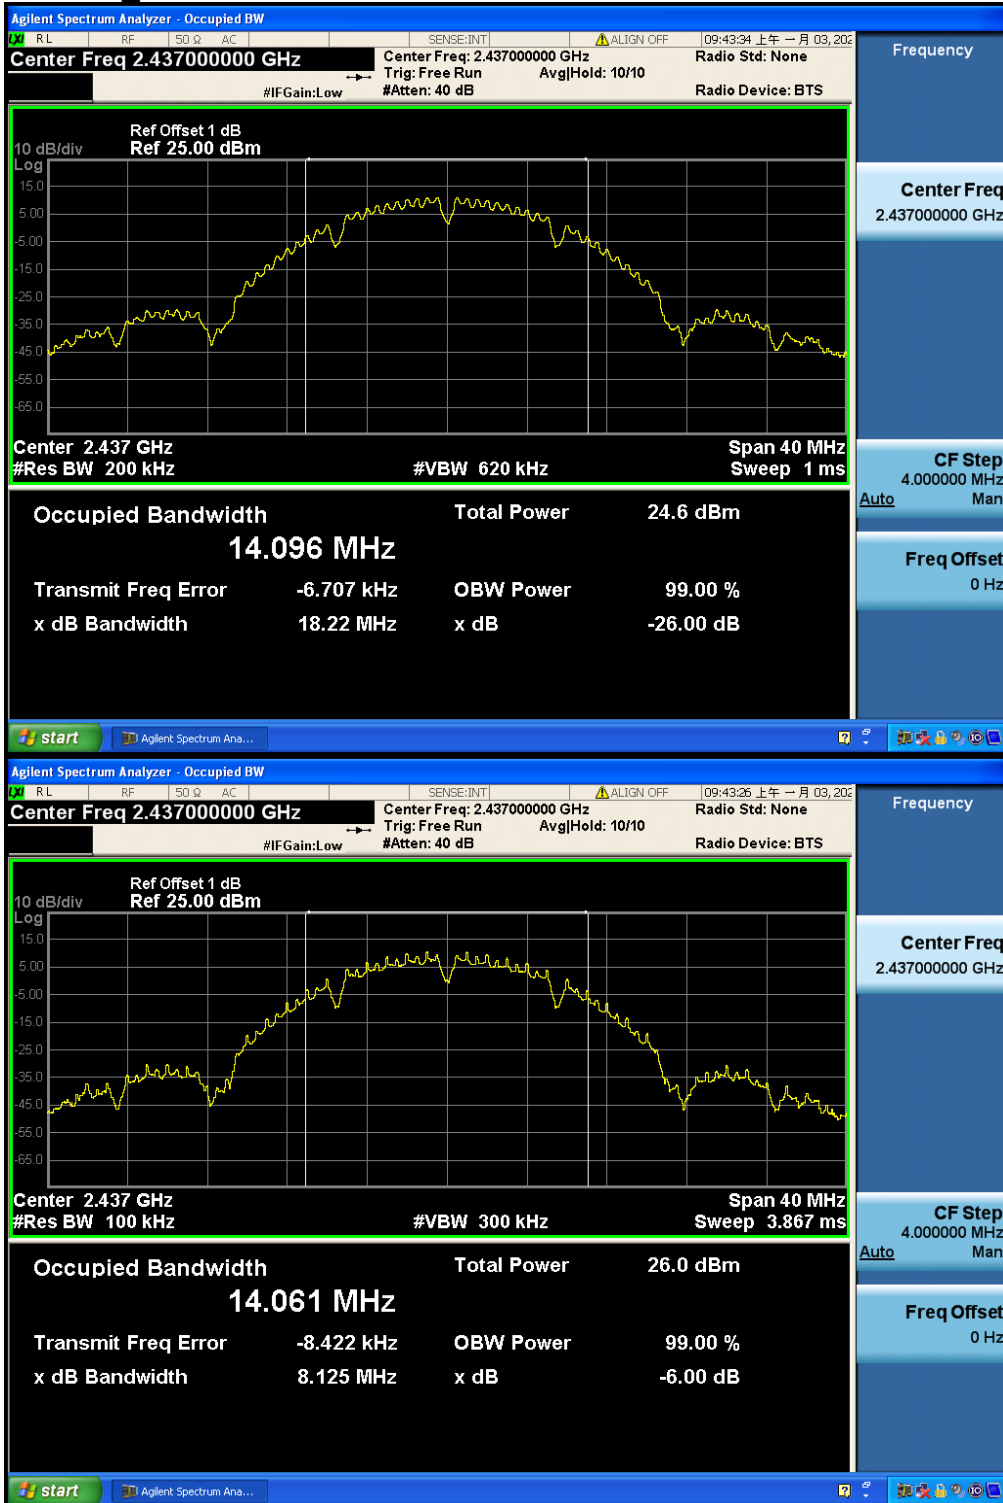 Agilent Spectrum Analyzer - Occupied BW
LXI RL RF 50 Ω AC SENSE:INT ALIGN OFF 09:43:34 上午 一月 03, 202
Center Freq 2.437000000 GHz
Center Freq: 2.437000000 GHz
Radio Std: None
Trig: Free Run Avg|Hold: 10/10
#IFGain:Low #Atten: 40 dB
Radio Device: BTS
Frequency
Ref Offset 1 dB
10 dB/div Ref 25.00 dBm
Log
15.0
5.00
-5.00
-15.0
-25.0
-35.0
-45.0
-55.0
-65.0
Center 2.437 GHz Span 40 MHz
#Res BW 200 kHz #VBW 620 kHz Sweep 1 ms
Center Freq
2.437000000 GHz
CF Step
4.000000 MHz
Auto Man
Freq Offset
0 Hz
Occupied Bandwidth Total Power 24.6 dBm
14.096 MHz
Transmit Freq Error -6.707 kHz OBW Power 99.00 %
x dB Bandwidth 18.22 MHz x dB -26.00 dB
start Agilent Spectrum Ana...
Agilent Spectrum Analyzer - Occupied BW
LXI RL RF 50 Ω AC SENSE:INT ALIGN OFF 09:43:26 上午 一月 03, 202
Center Freq 2.437000000 GHz
Center Freq: 2.437000000 GHz
Radio Std: None
Trig: Free Run Avg|Hold: 10/10
#IFGain:Low #Atten: 40 dB
Radio Device: BTS
Frequency
Ref Offset 1 dB
10 dB/div Ref 25.00 dBm
Log
15.0
5.00
-5.00
-15.0
-25.0
-35.0
-45.0
-55.0
-65.0
Center 2.437 GHz Span 40 MHz
#Res BW 100 kHz #VBW 300 kHz Sweep 3.867 ms
Center Freq
2.437000000 GHz
CF Step
4.000000 MHz
Auto Man
Freq Offset
0 Hz
Occupied Bandwidth Total Power 26.0 dBm
14.061 MHz
Transmit Freq Error -8.422 kHz OBW Power 99.00 %
x dB Bandwidth 8.125 MHz x dB -6.00 dB
start Agilent Spectrum Ana...